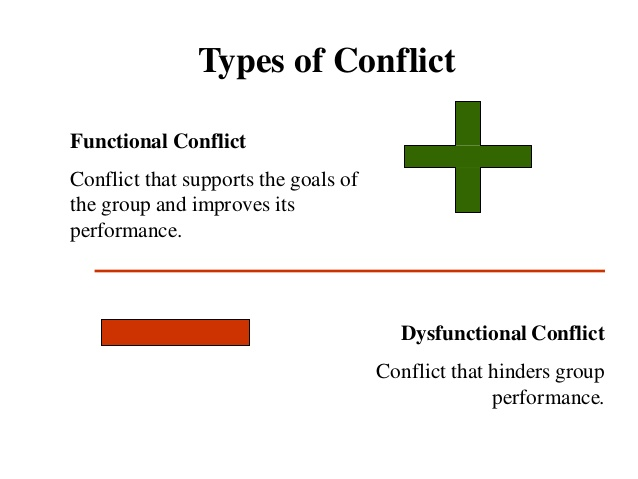 Types of Conflict
Functional Conflict
Conflict that supports the goals of
the group and improves its
performance.
Dysfunctional Conflict
Conflict that hinders group
performance.